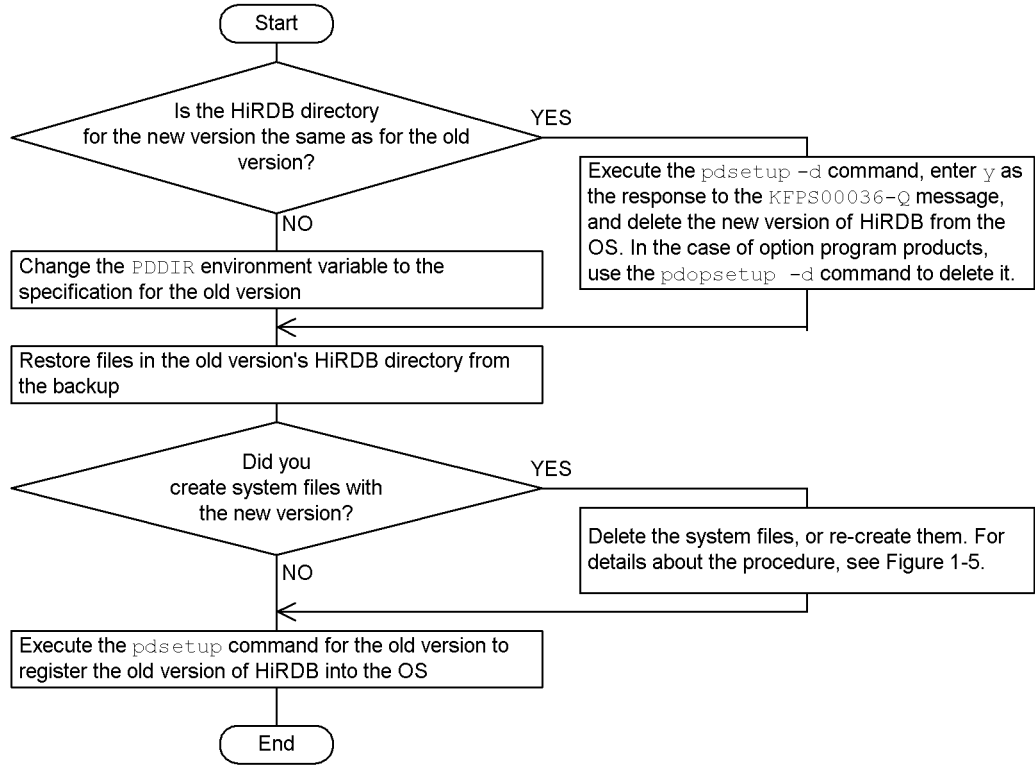 Start
Is the HiRDB directory
for the new version the same as for the old
version?
YES
Execute the pdsetup -d command, enter y as
the response to the KFPS00036-Q message,
and delete the new version of HiRDB from the
OS. In the case of option program products,
use the pdopsetup -d command to delete it.
NO
Change the PDDIR environment variable to the
specification for the old version
Restore files in the old version's HiRDB directory from
the backup
Did you
create system files with
the new version?
YES
Delete the system files, or re-create them. For
details about the procedure, see Figure 1-5.
NO
Execute the pdsetup command for the old version to
register the old version of HiRDB into the OS
End